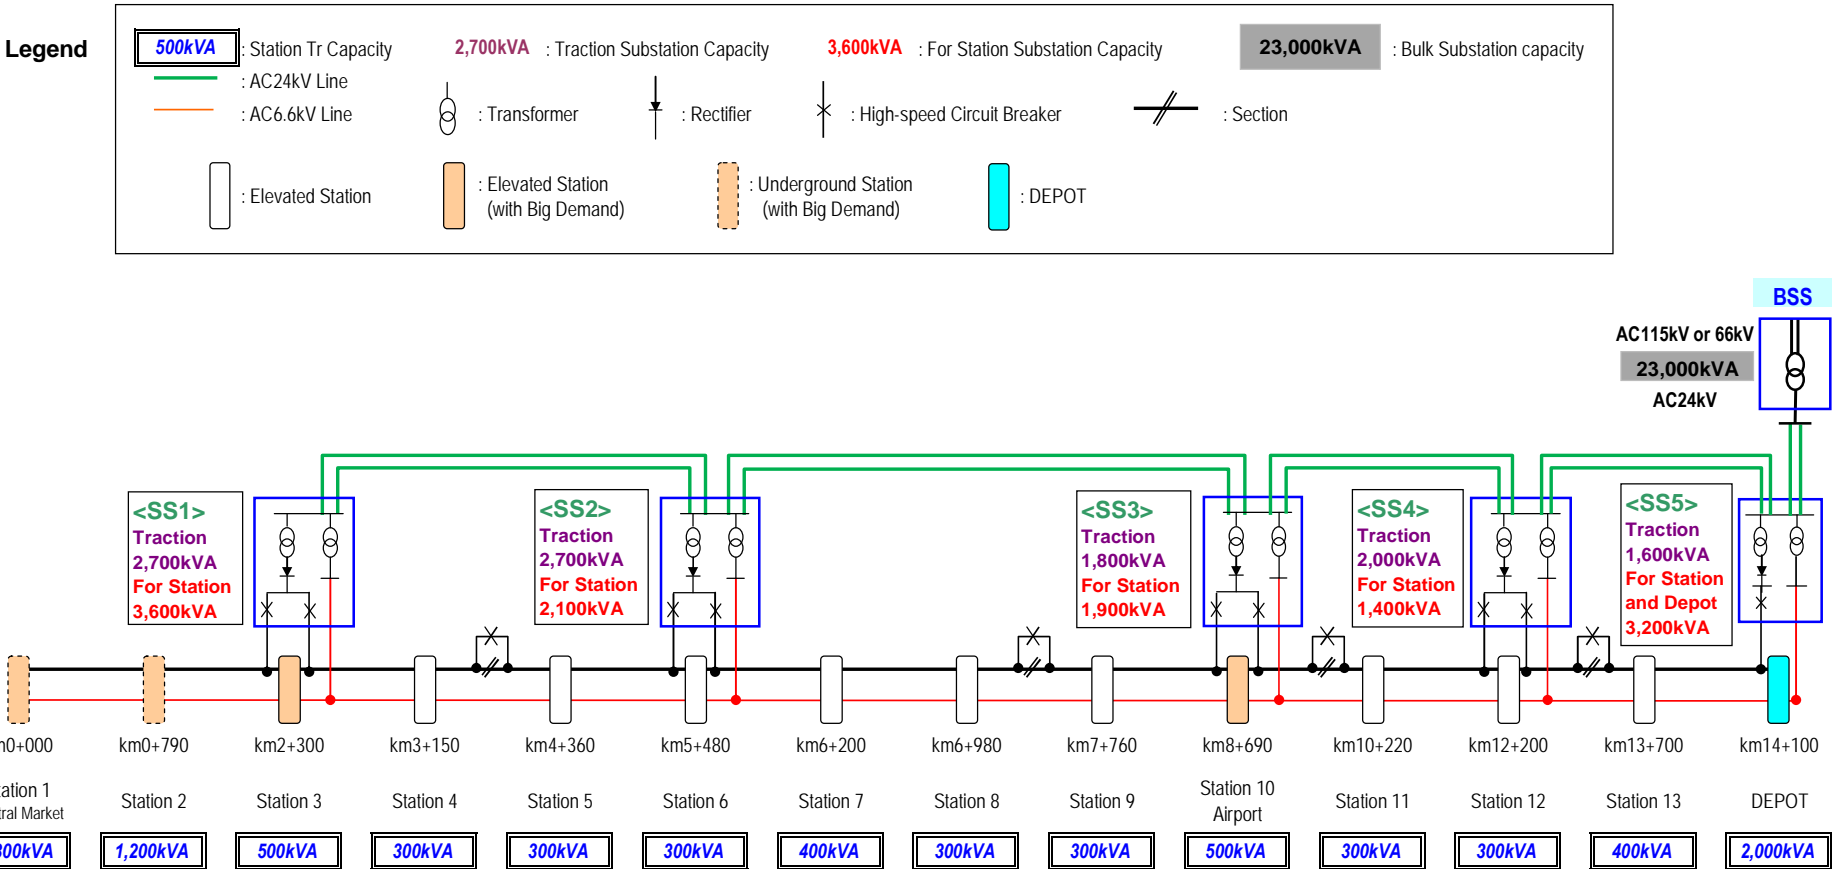 Legend
500kVA : Station Tr Capacity 2,700kVA : Traction Substation Capacity 3,600kVA : For Station Substation Capacity 23,000kVA : Bulk Substation capacity
: AC24kV Line
: AC6.6kV Line : Transformer : Rectifier : High-speed Circuit Breaker : Section
: Elevated Station : Elevated Station (with Big Demand) : Underground Station (with Big Demand) : DEPOT
BSS
AC115kV or 66kV
23,000kVA
AC24kV
<SS1>
Traction
2,700kVA
For Station
3,600kVA
<SS2>
Traction
2,700kVA
For Station
2,100kVA
<SS3>
Traction
1,800kVA
For Station
1,900kVA
<SS4>
Traction
2,000kVA
For Station
1,400kVA
<SS5>
Traction
1,600kVA
For Station
and Depot
3,200kVA
0+000 km0+790 km2+300 km3+150 km4+360 km5+480 km6+200 km6+980 km7+760 km8+690 km10+220 km12+200 km13+700 km14+100
ation 1 Station 2 Station 3 Station 4 Station 5 Station 6 Station 7 Station 8 Station 9 Station 10 Station 11 Station 12 Station 13 DEPOT
tral Market Airport
00kVA 1,200kVA 500kVA 300kVA 300kVA 300kVA 400kVA 300kVA 300kVA 500kVA 300kVA 300kVA 400kVA 2,000kVA